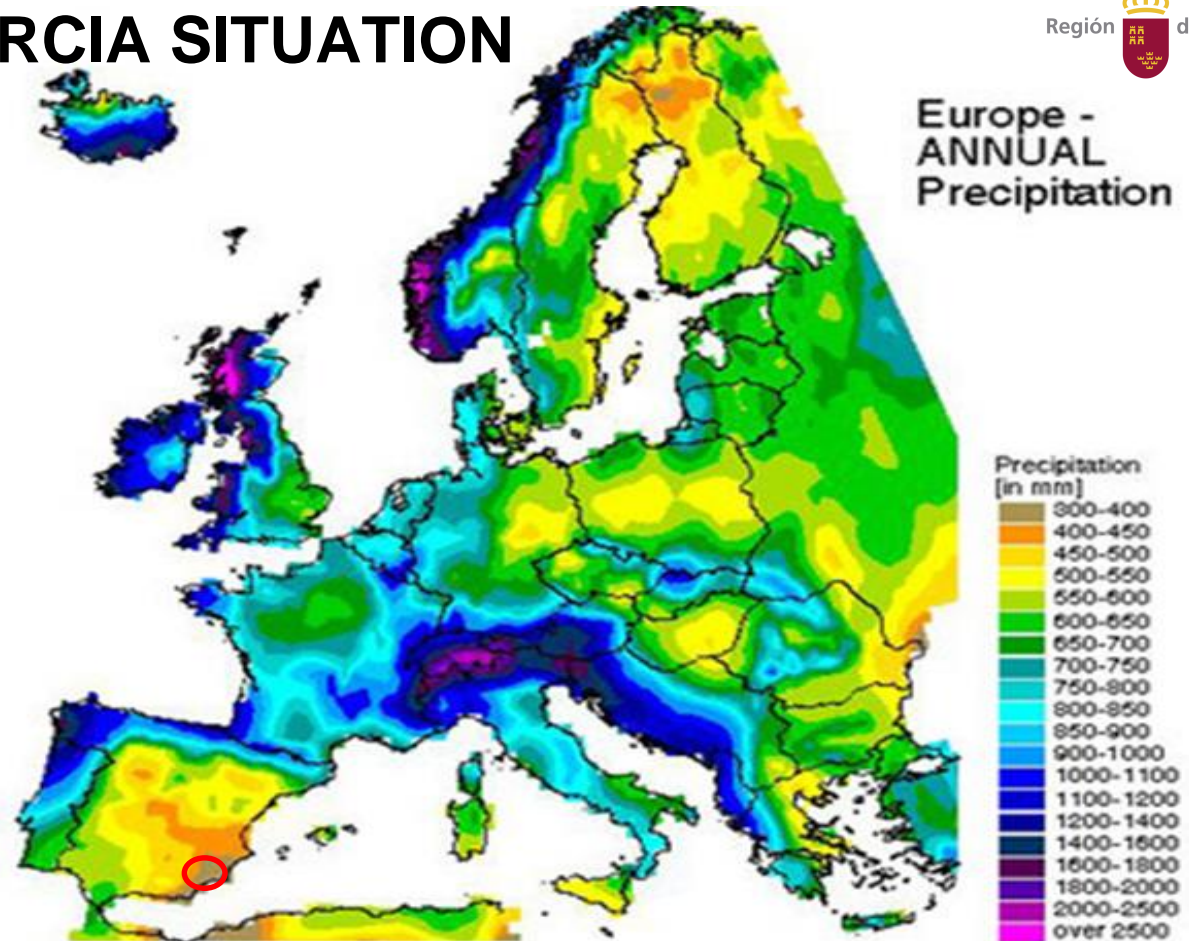 RCIA SITUATION
Región
d
Europe -
ANNUAL
Precipitation
Precipitation
[in mm]
300-400
400-450
450-500
500-550
550-600
600-650
650-700
700-750
750-800
800-850
850-900
900-1000
1000-1100
1100-1200
1200-1400
1400-1600
1600-1800
1800-2000
2000-2500
over 2500